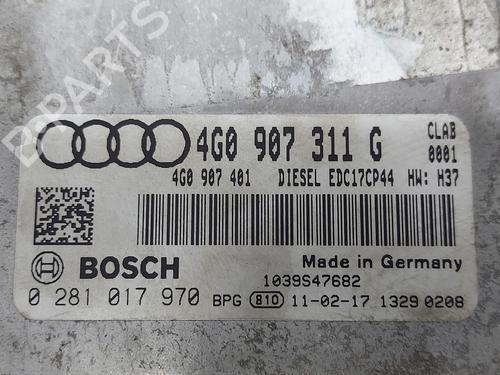 B-PARTS
4G0 907 311 G CLAB 0001
4G0 907 401 DIESEL EDC17CP44 HW: H37
BOSCH Made in Germany
1039S47682
0 281 017 970 BPG 810 11-02-17 1329 0208